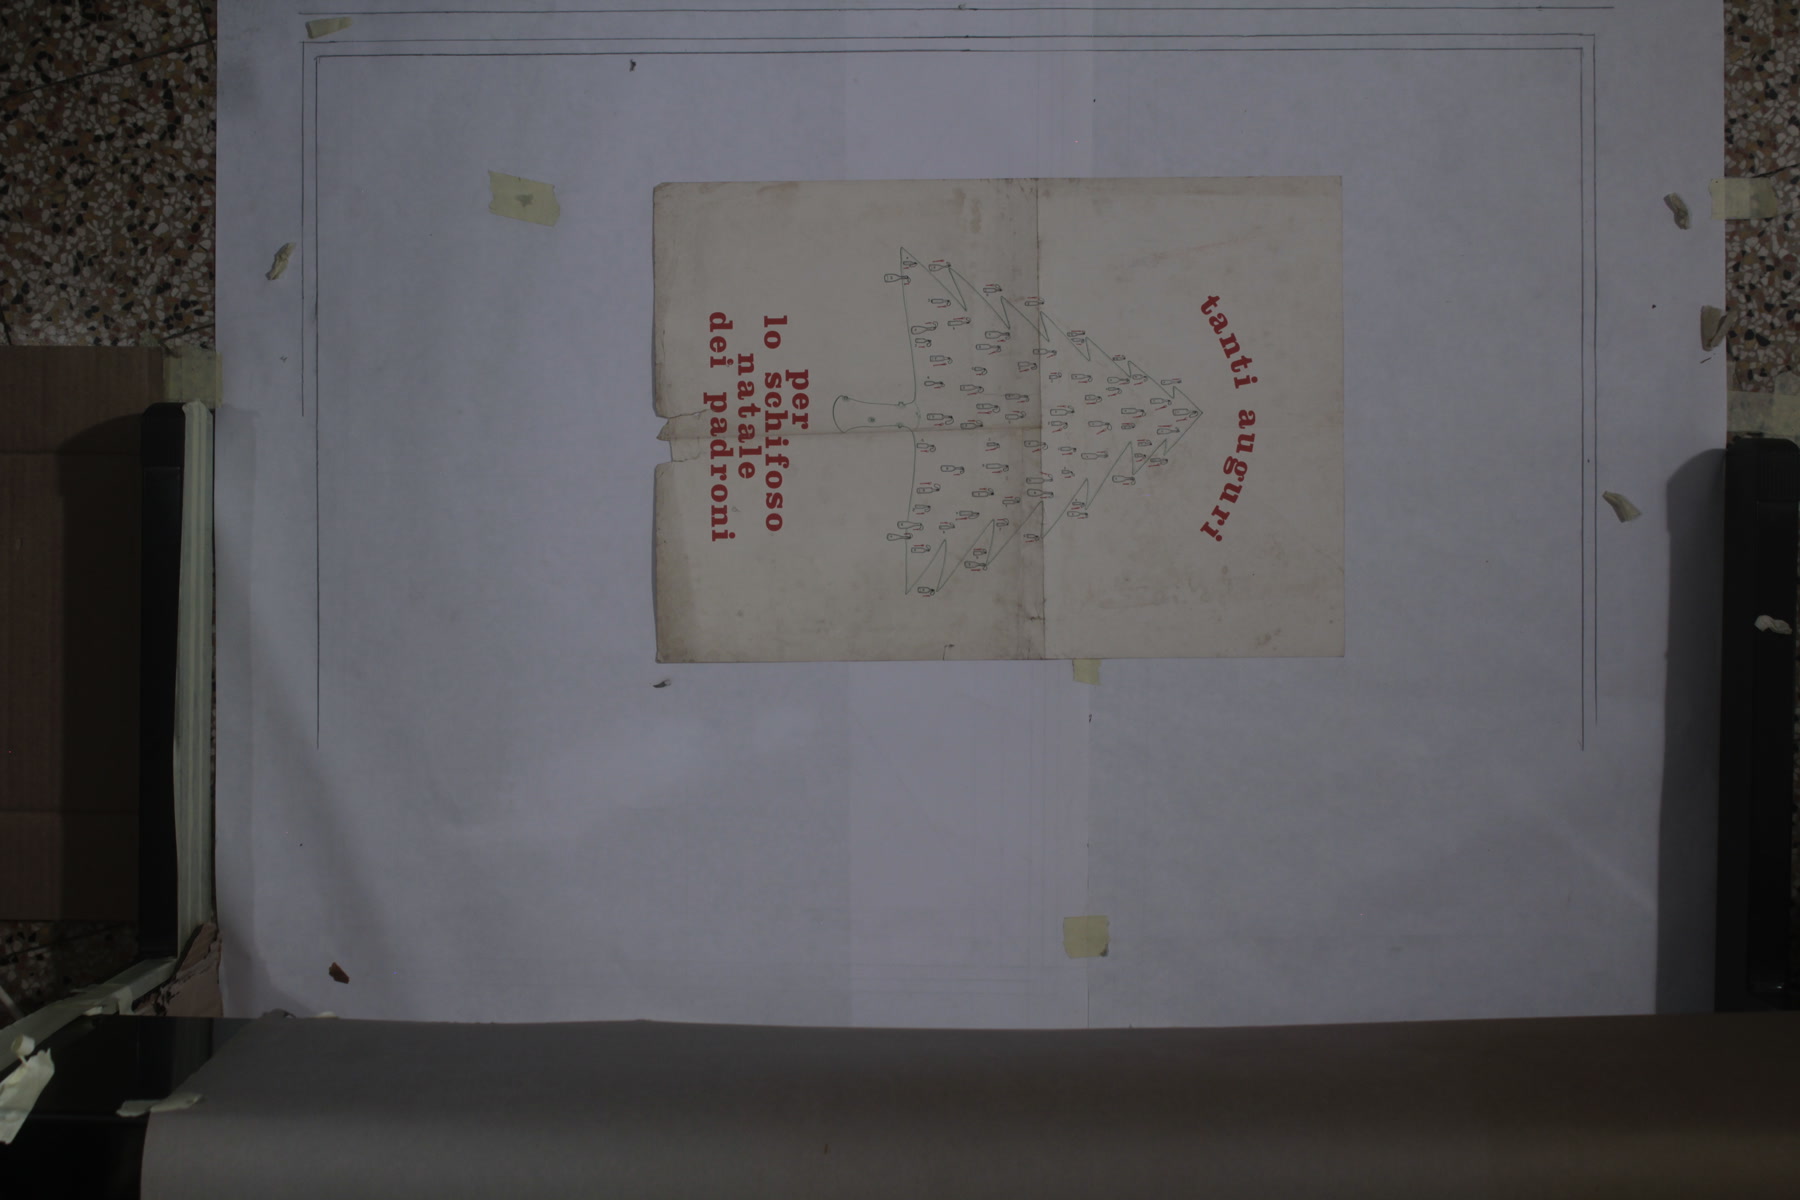 tanti auguri
per
lo schifoso
natale
dei padroni